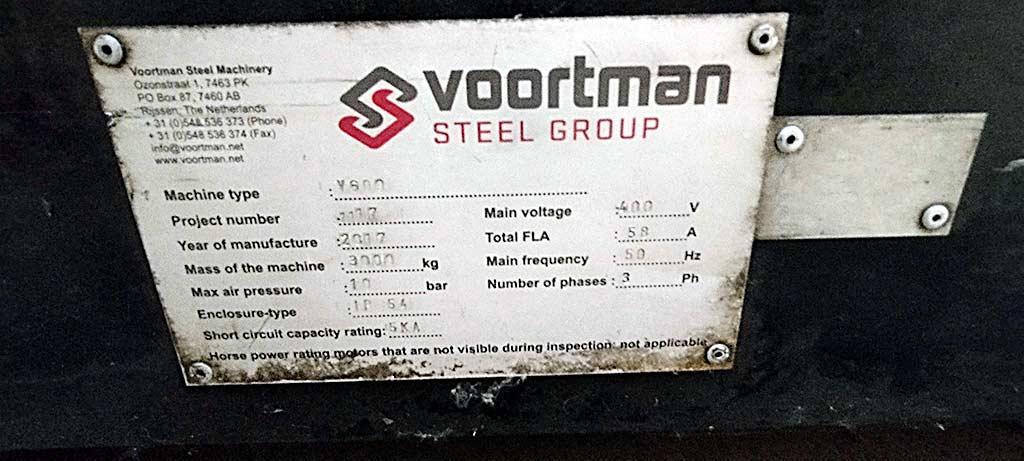 Voortman Steel Machinery
Ozonstraat 1, 7463 PK
PO Box 87, 7460 AB
Rijssen, The Netherlands
+ 31 (0)548 536 373 (Phone)
+ 31 (0)548 536 374 (Fax)
info@voortman.net
www.voortman.net
voortman
STEEL GROUP
Machine type :
Project number :
Main voltage :400 V
Year of manufacture :
Total FLA :58 A
Mass of the machine :3000 kg
Main frequency :50 Hz
Max air pressure :10 bar
Number of phases :3 Ph
Enclosure-type :IP 54
Short circuit capacity rating:5KA
Horse power rating motors that are not visible during inspection: not applicable